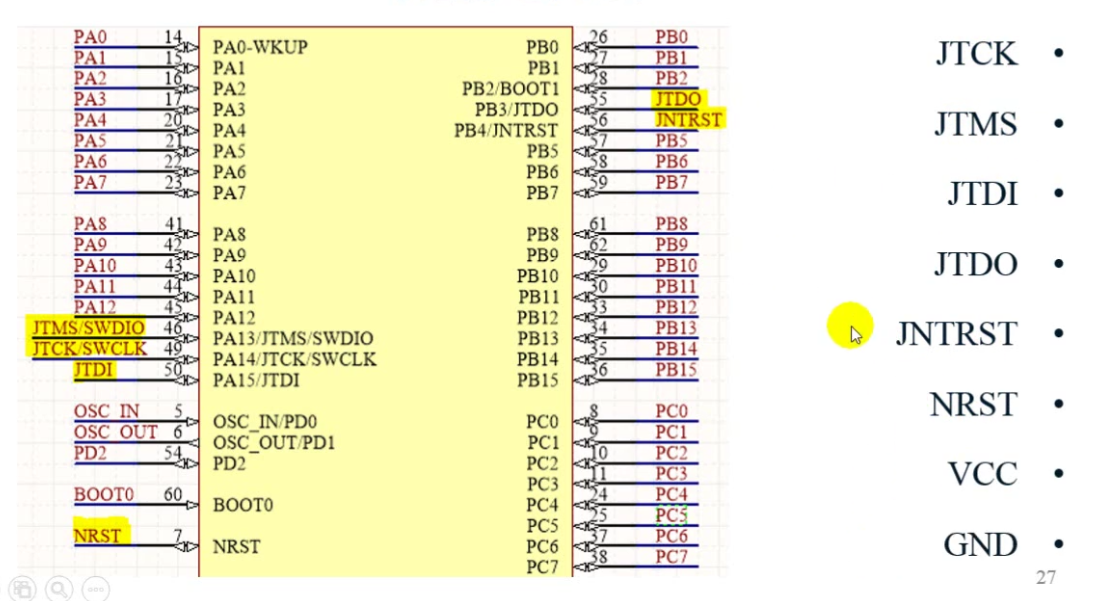 PA0 14 PA0-WKUP PB0 26 PB0
PA1 15 PA1 PB1 27 PB1
PA2 16 PA2 PB2/BOOT1 28 PB2
PA3 17 PA3 PB3/JTDO 55 JTDO
PA4 20 PA4 PB4/JNTRST 56 JNTRST
PA5 21 PA5 PB5 57 PB5
PA6 22 PA6 PB6 58 PB6
PA7 23 PA7 PB7 59 PB7
PA8 41 PA8 PB8 61 PB8
PA9 42 PA9 PB9 62 PB9
PA10 43 PA10 PB10 29 PB10
PA11 44 PA11 PB11 30 PB11
PA12 45 PA12 PB12 33 PB12
JTMS/SWDIO 46 PA13/JTMS/SWDIO PB13 34 PB13
JTCK/SWCLK 49 PA14/JTCK/SWCLK PB14 35 PB14
JTDI 50 PA15/JTDI PB15 36 PB15
OSC_IN 5 OSC_IN/PD0 PC0 8 PC0
OSC_OUT 6 OSC_OUT/PD1 PC1 9 PC1
PD2 54 PD2 PC2 10 PC2
PC3 11 PC3
BOOT0 60 BOOT0 PC4 24 PC4
PC5 25 PC5
NRST 7 NRST PC6 37 PC6
PC7 38 PC7
JTCK •
JTMS •
JTDI •
JTDO •
JNTRST •
NRST •
VCC •
GND •
27